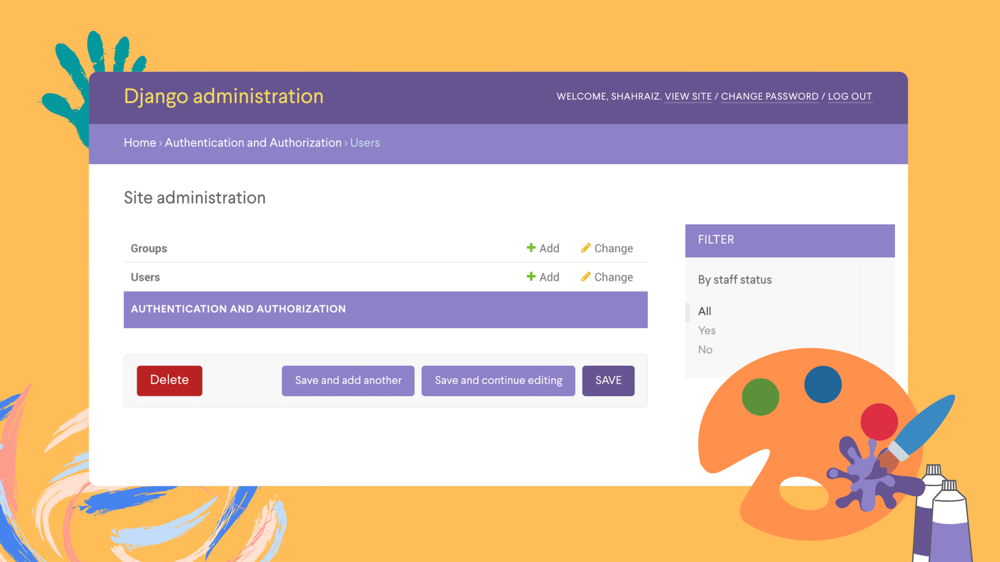 Django administration
WELCOME, SHAHRAIZ. VIEW SITE / CHANGE PASSWORD / LOG OUT
Home › Authentication and Authorization › Users
Site administration
Groups Add Change
Users Add Change
AUTHENTICATION AND AUTHORIZATION
Delete Save and add another Save and continue editing SAVE
FILTER
By staff status
All
Yes
No